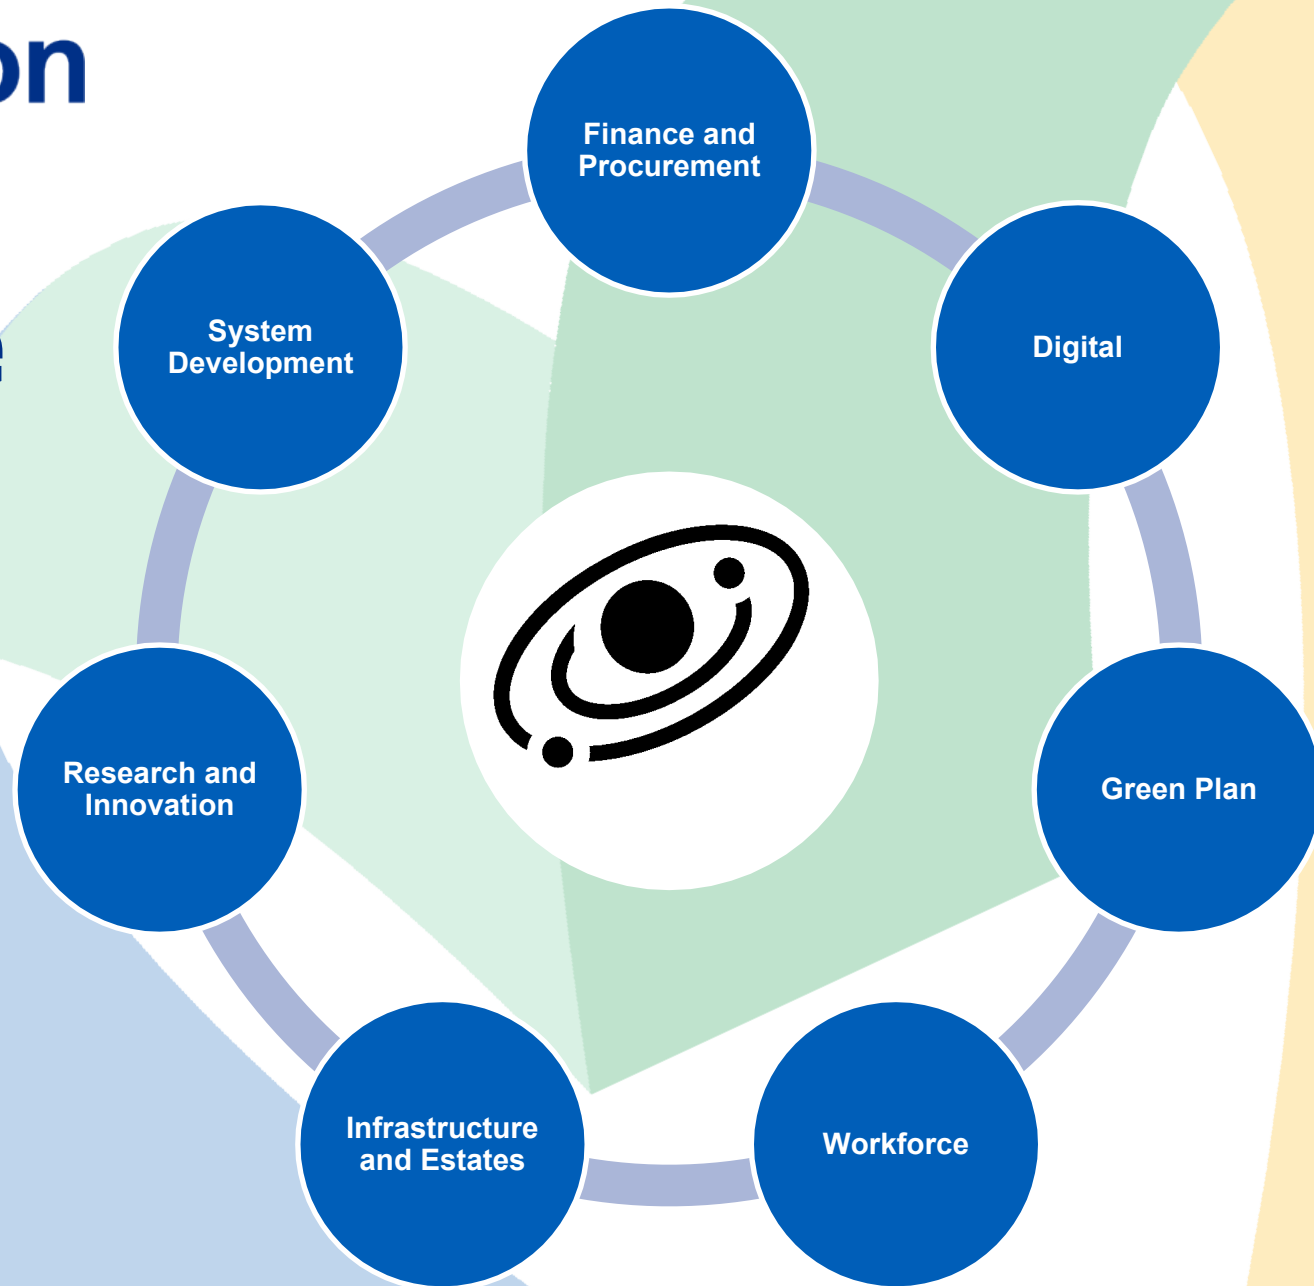 on
e
Finance and
Procurement
System
Development
Digital
Research and
Innovation
Green Plan
Infrastructure
and Estates
Workforce